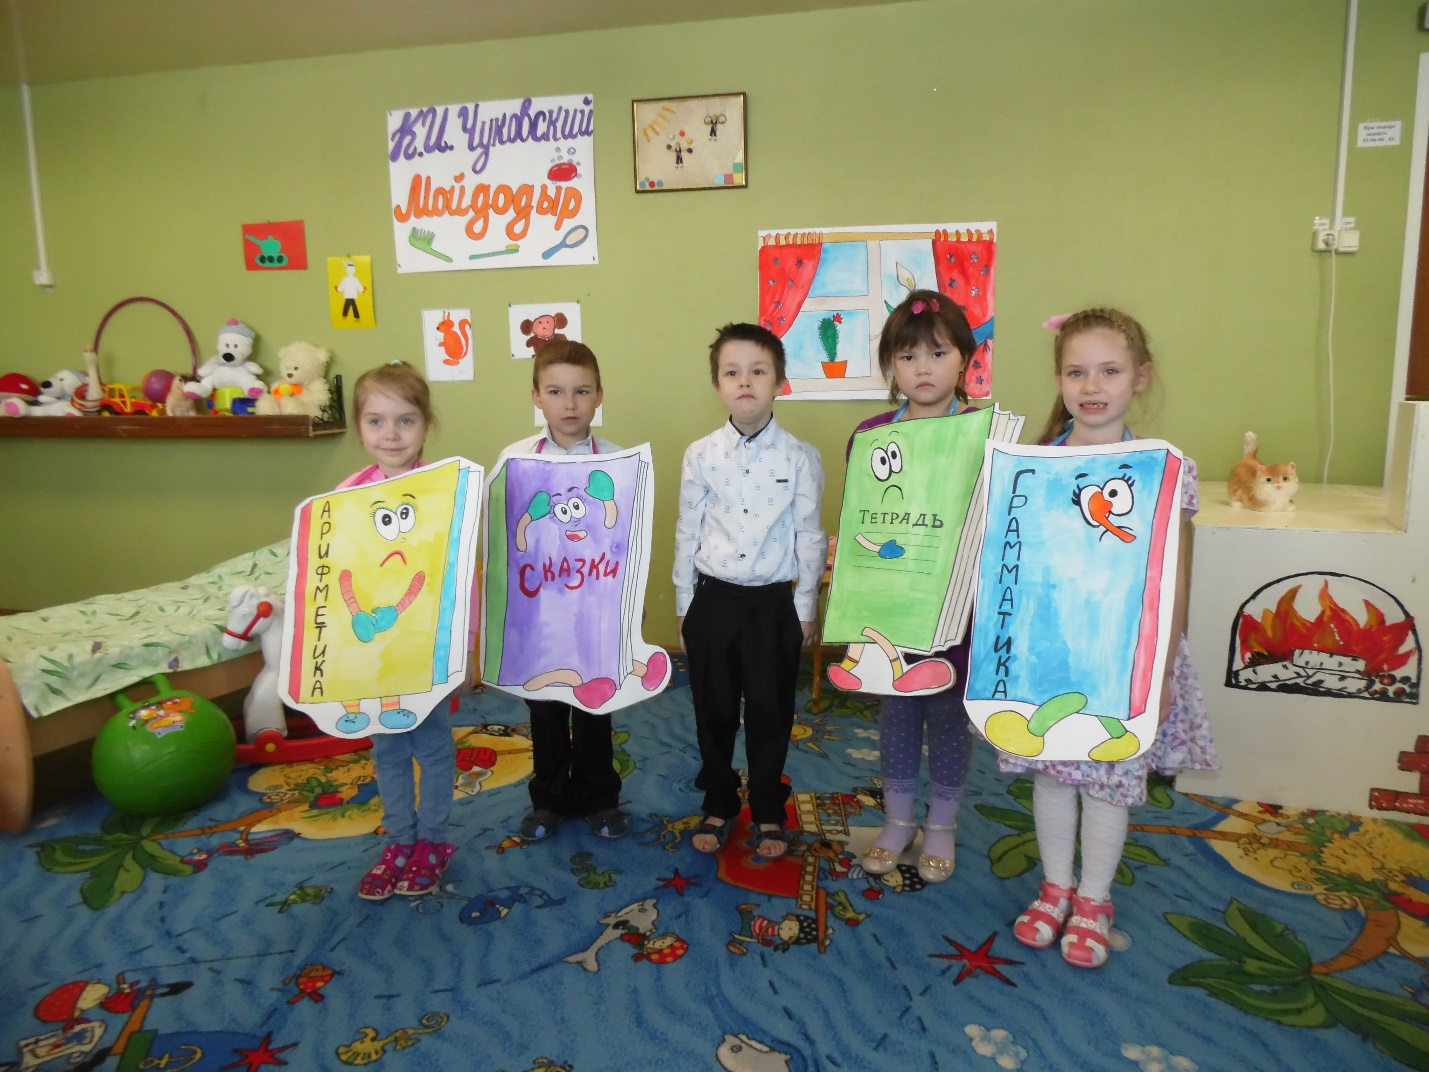 К.И. Чуковский
Мойдодыр
АРИФМЕТИКА
СКАЗКИ
ТЕТРАДЬ
ГРАММАТИКА